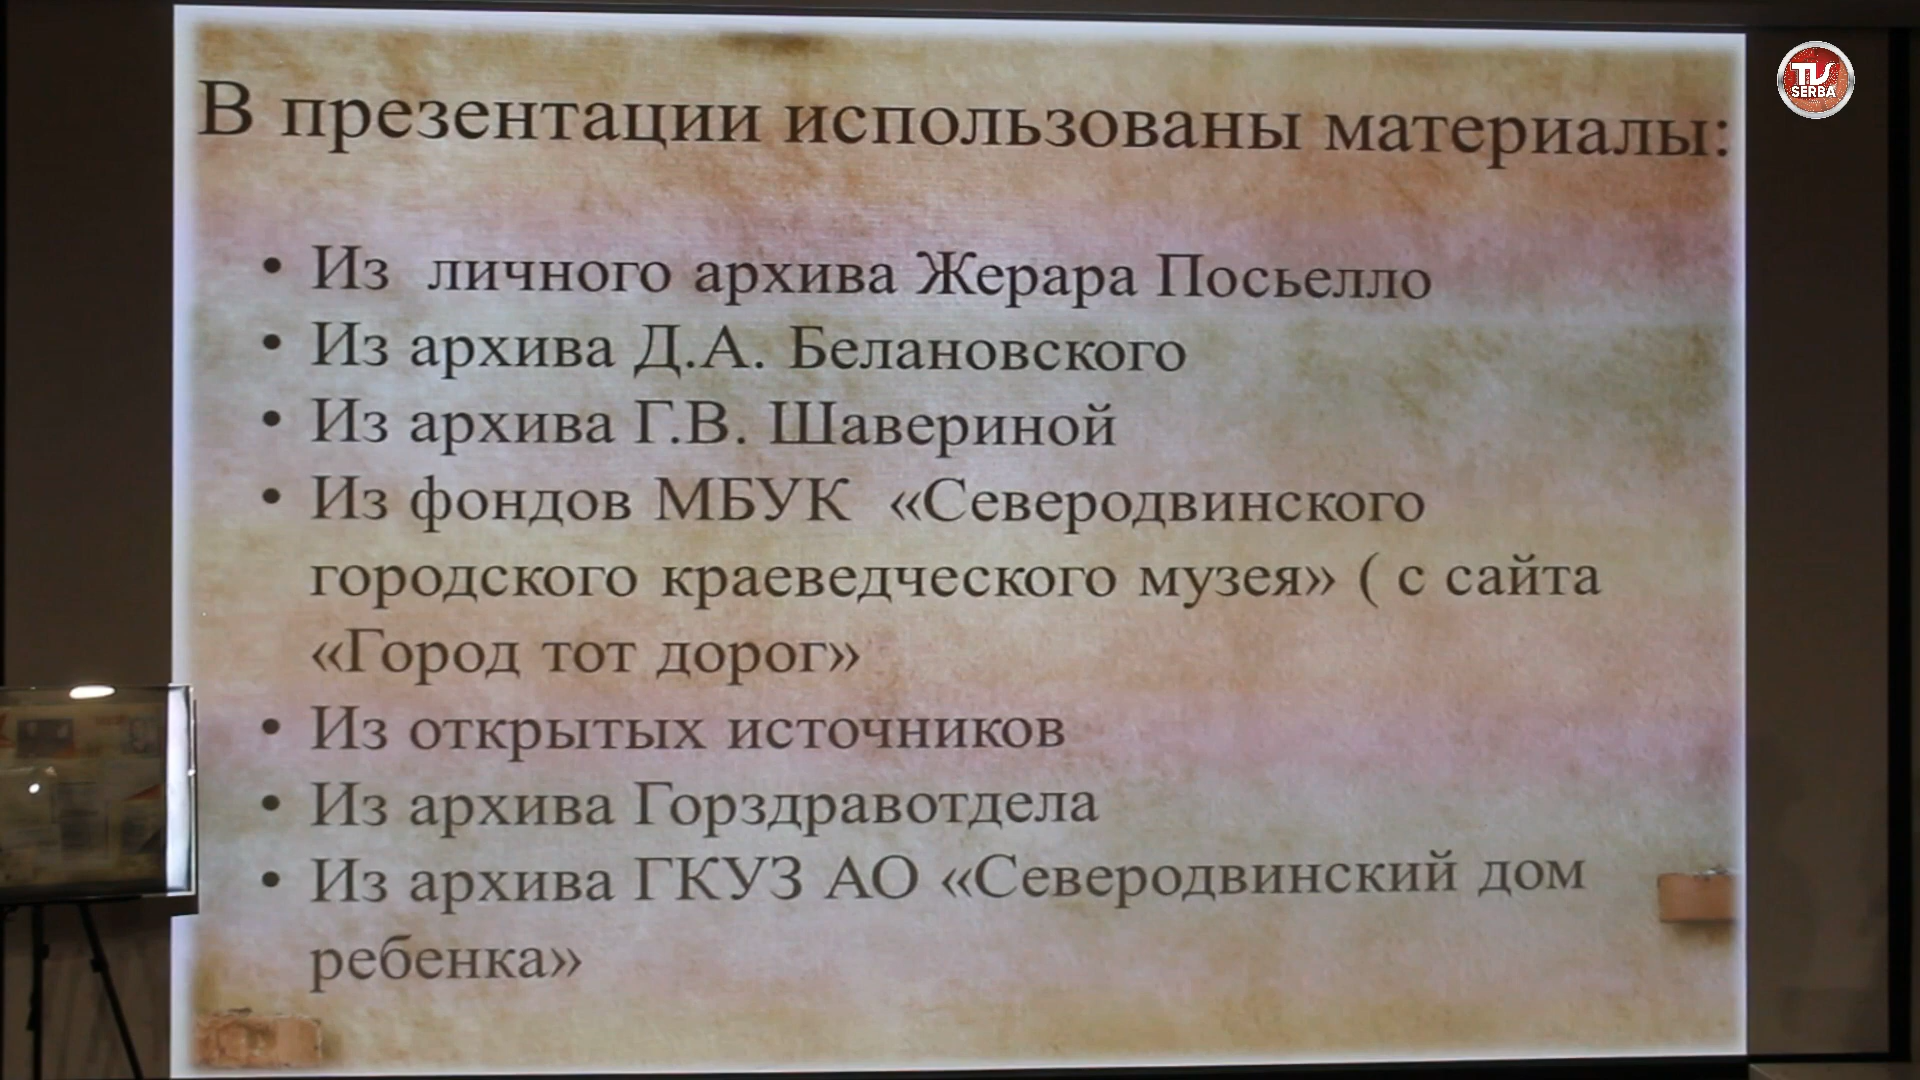 В презентации использованы материалы:
• Из личного архива Жерара Посьелло
• Из архива Д.А. Белановского
• Из архива Г.В. Шавериной
• Из фондов МБУК «Северодвинского
городского краеведческого музея» ( с сайта
«Город тот дорог»
• Из открытых источников
• Из архива Горздравотдела
• Из архива ГКУЗ АО «Северодвинский дом
ребенка»
TV
SERBA